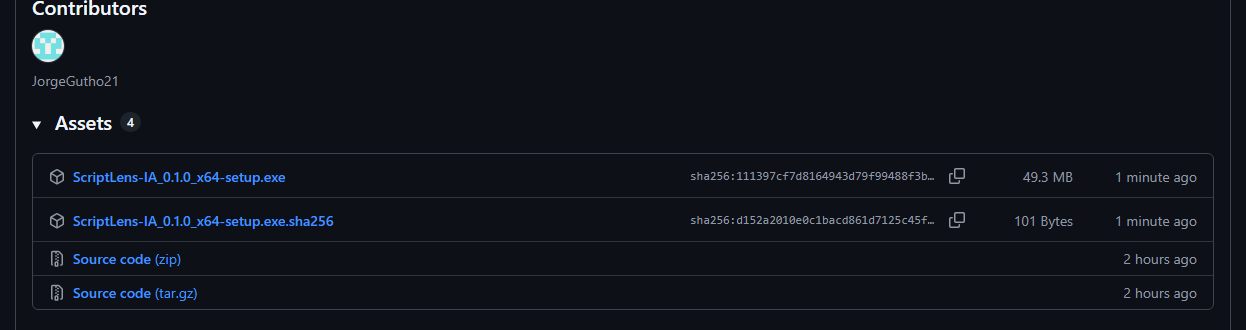 Contributors
JorgeGutho21
Assets 4
ScriptLens-IA_0.1.0_x64-setup.exe sha256:111397cf7d8164943d79f99488f3b… 49.3 MB 1 minute ago
ScriptLens-IA_0.1.0_x64-setup.exe.sha256 sha256:d152a2010e0c1bacd861d7125c45f… 101 Bytes 1 minute ago
Source code (zip) 2 hours ago
Source code (tar.gz) 2 hours ago